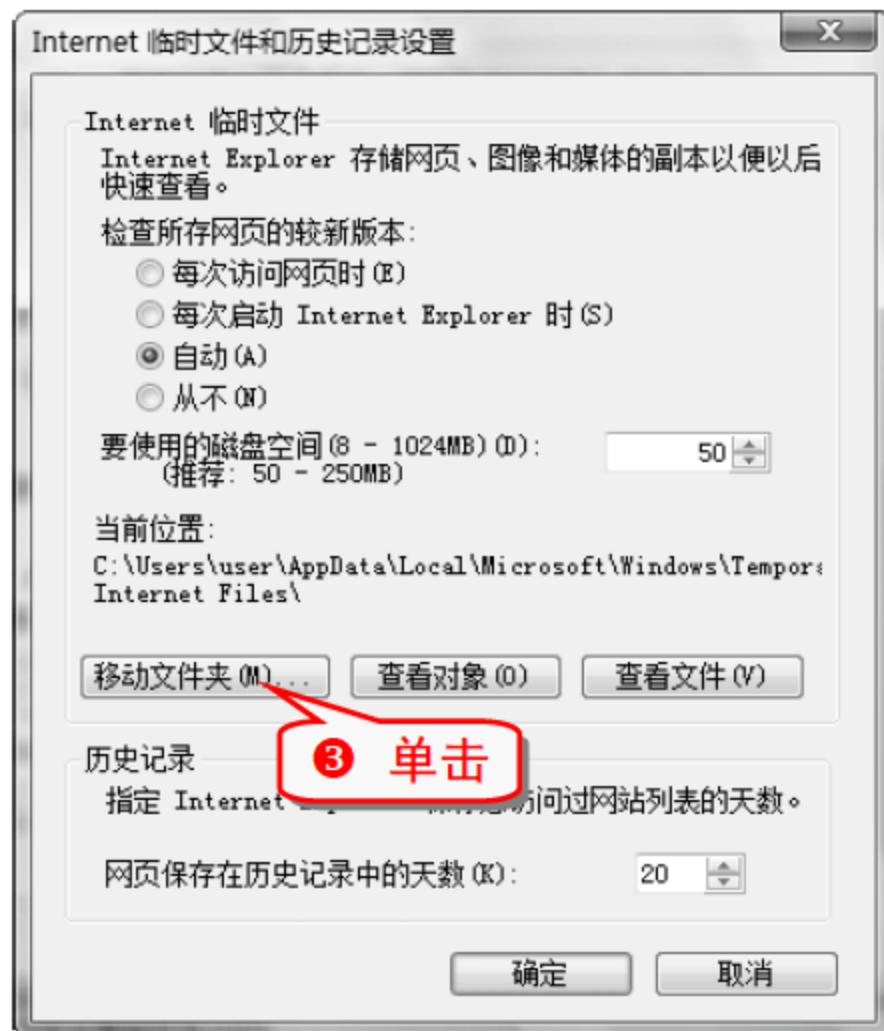 Internet 临时文件和历史记录设置
Internet 临时文件
Internet Explorer 存储网页、图像和媒体的副本以便以后
快速查看。
检查所存网页的较新版本:
每次访问网页时(E)
每次启动 Internet Explorer 时(S)
自动(A)
从不(N)
要使用的磁盘空间(8 - 1024MB)(D): 50
(推荐: 50 - 250MB)
当前位置:
C:\Users\user\AppData\Local\Microsoft\Windows\Tempora
Internet Files\
移动文件夹(M)... 查看对象(O) 查看文件(V)
❸ 单击
历史记录
指定 Internet 访问过网站列表的天数。
网页保存在历史记录中的天数(K): 20
确定 取消